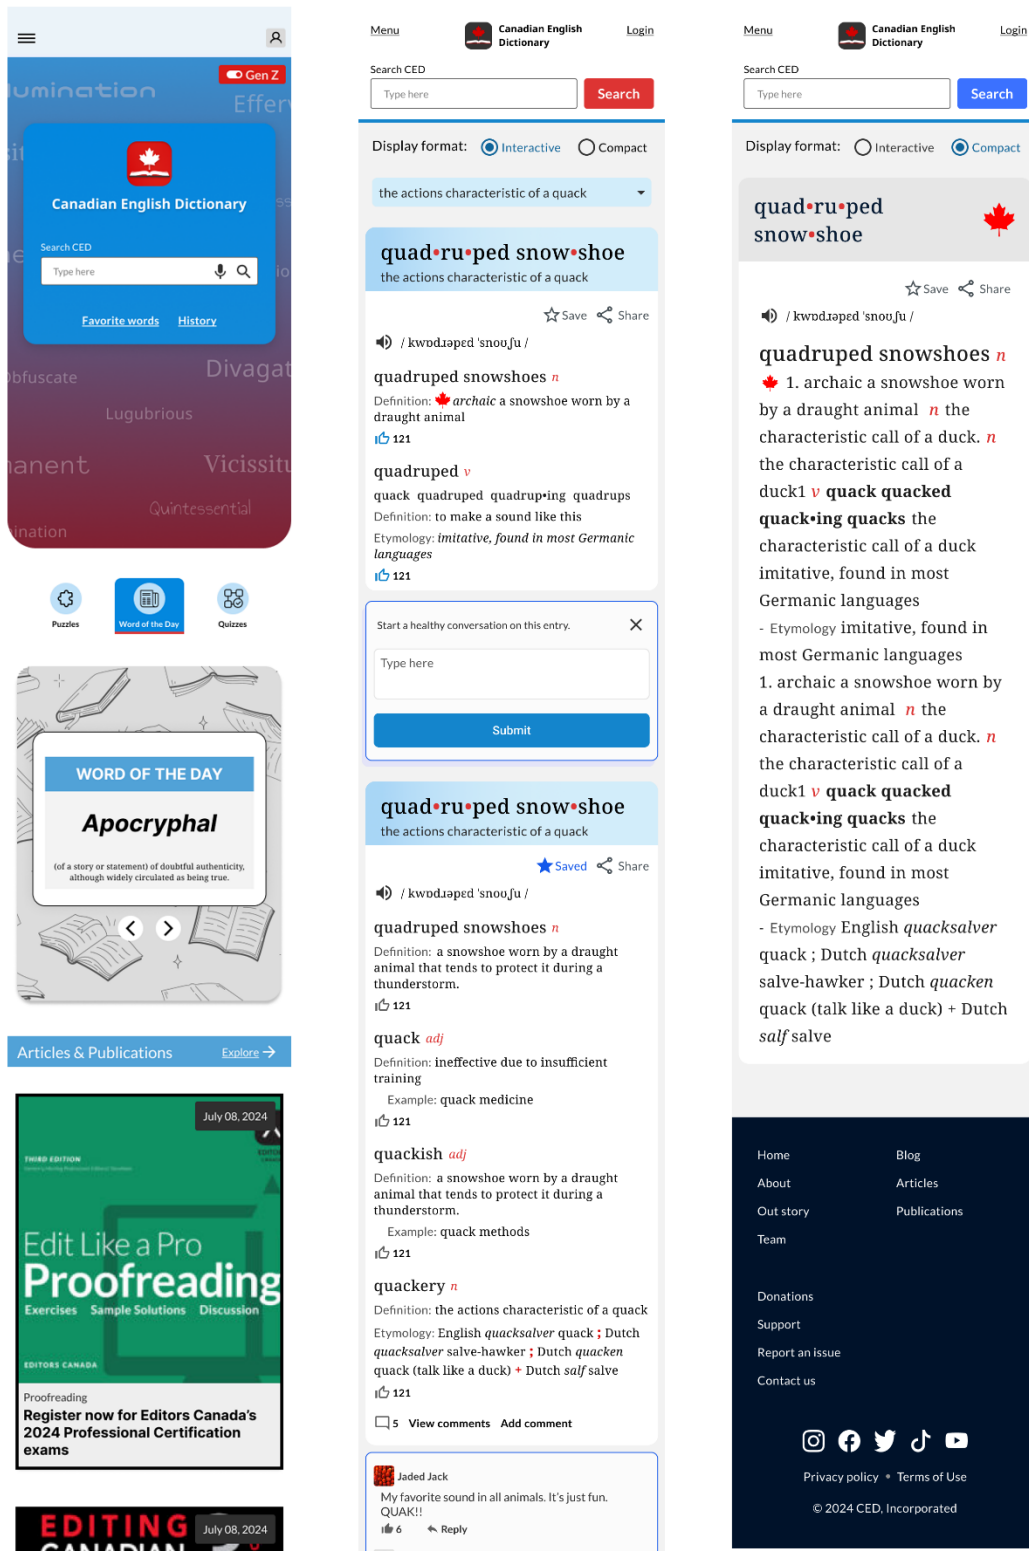 Gen Z
lumination
Efferv
Canadian English Dictionary
Search CED
Type here
Favorite words History
Obfuscate
Divagat
Lugubrious
nanent
Vicissitu
Quintessential
ination
Puzzles
Word of the Day
Quizzes
WORD OF THE DAY
Apocryphal
(of a story or statement) of doubtful authenticity,
although widely circulated as being true.
Articles & Publications Explore
July 08, 2024
THIRD EDITION
Edit Like a Pro
Proofreading
Exercises Sample Solutions Discussion
EDITORS CANADA
Proofreading
Register now for Editors Canada's
2024 Professional Certification
exams
EDITING
CANADIAN
July 08, 2024
Menu
Canadian English
Dictionary
Login
Search CED
Type here
Search
Display format: Interactive Compact
the actions characteristic of a quack
quad•ru•ped snow•shoe
the actions characteristic of a quack
Save Share
/ kwɒdɹəpɛd ˈsnoʊʃu /
quadruped snowshoes n
Definition: archaic a snowshoe worn by a
draught animal
121
quadruped v
quack quadruped quadrup•ing quadrups
Definition: to make a sound like this
Etymology: imitative, found in most Germanic
languages
121
Start a healthy conversation on this entry.
Type here
Submit
quad•ru•ped snow•shoe
the actions characteristic of a quack
Saved Share
/ kwɒdɹəpɛd ˈsnoʊʃu /
quadruped snowshoes n
Definition: a snowshoe worn by a draught
animal that tends to protect it during a
thunderstorm.
121
quack adj
Definition: ineffective due to insufficient
training
Example: quack medicine
121
quackish adj
Definition: a snowshoe worn by a draught
animal that tends to protect it during a
thunderstorm.
Example: quack methods
121
quackery n
Definition: the actions characteristic of a quack
Etymology: English quacksalver quack ; Dutch
quacksalver salve-hawker ; Dutch quacken
quack (talk like a duck) + Dutch salf salve
121
5 View comments Add comment
Jaded Jack
My favorite sound in all animals. It's just fun.
QUAK!!
6 Reply
Menu
Canadian English
Dictionary
Login
Search CED
Type here
Search
Display format: Interactive Compact
quad•ru•ped
snow•shoe
Save Share
/ kwɒdɹəpɛd ˈsnoʊʃu /
quadruped snowshoes n
1. archaic a snowshoe worn
by a draught animal n the
characteristic call of a duck. n
the characteristic call of a
duck1 v quack quacked
quack•ing quacks the
characteristic call of a duck
imitative, found in most
Germanic languages
- Etymology imitative, found in
most Germanic languages
1. archaic a snowshoe worn by
a draught animal n the
characteristic call of a duck. n
the characteristic call of a
duck1 v quack quacked
quack•ing quacks the
characteristic call of a duck
imitative, found in most
Germanic languages
- Etymology English quacksalver
quack ; Dutch quacksalver
salve-hawker ; Dutch quacken
quack (talk like a duck) + Dutch
salf salve
Home
About
Out story
Team
Blog
Articles
Publications
Donations
Support
Report an issue
Contact us
Privacy policy • Terms of Use
© 2024 CED, Incorporated